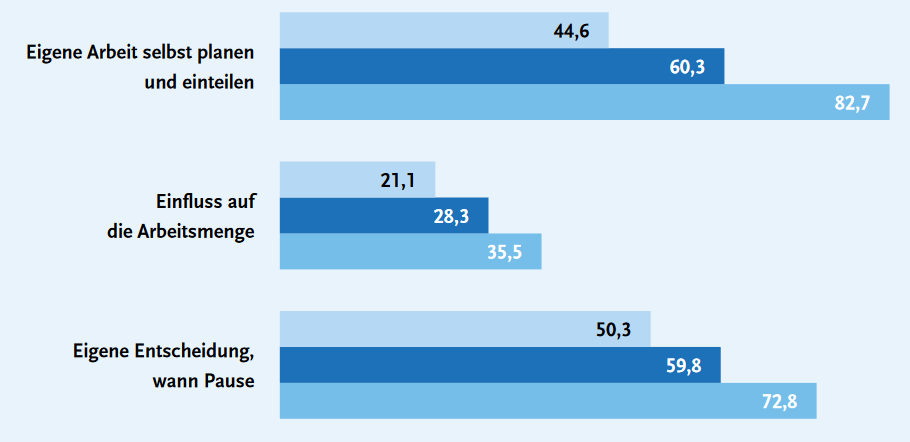 44,6
Eigene Arbeit selbst planen
und einteilen
60,3
82,7
21,1
Einfluss auf
die Arbeitsmenge
28,3
35,5
50,3
Eigene Entscheidung,
wann Pause
59,8
72,8